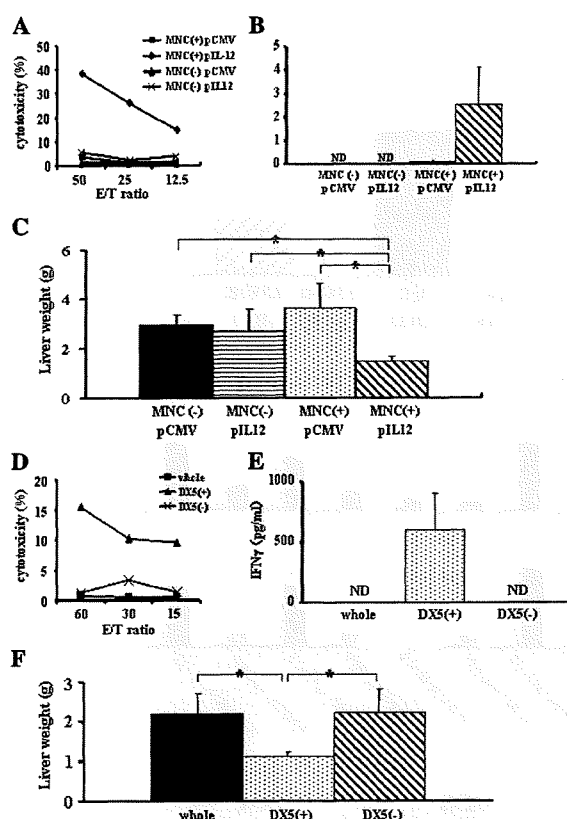 A
MNC(+)pCMV
MNC(+)pIL-12
MNC(-) pCMV
MNC(-) pIL12
cytotoxicity (%)
50
40
30
20
10
0
50 25 12.5
E/T ratio
B
5
4
3
2
1
0
ND ND
MNC (-) MNC (-) MNC(+) MNC(+)
pCMV pIL12 pCMV pIL12
C
Liver weight (g)
6
4
2
0
* 
*
*
MNC (-) MNC(-) MNC(+) MNC(+)
pCMV pIL12 pCMV pIL12
D
whole
DX5(+)
DX5(-)
cytotoxicity (%)
20
15
10
5
0
60 30 15
E/T ratio
E
IFNγ (pg/ml)
1000
500
0
ND ND
whole DX5(+) DX5(-)
F
Liver weight (g)
3
2
1
0
* *
whole DX5(+) DX5(-)